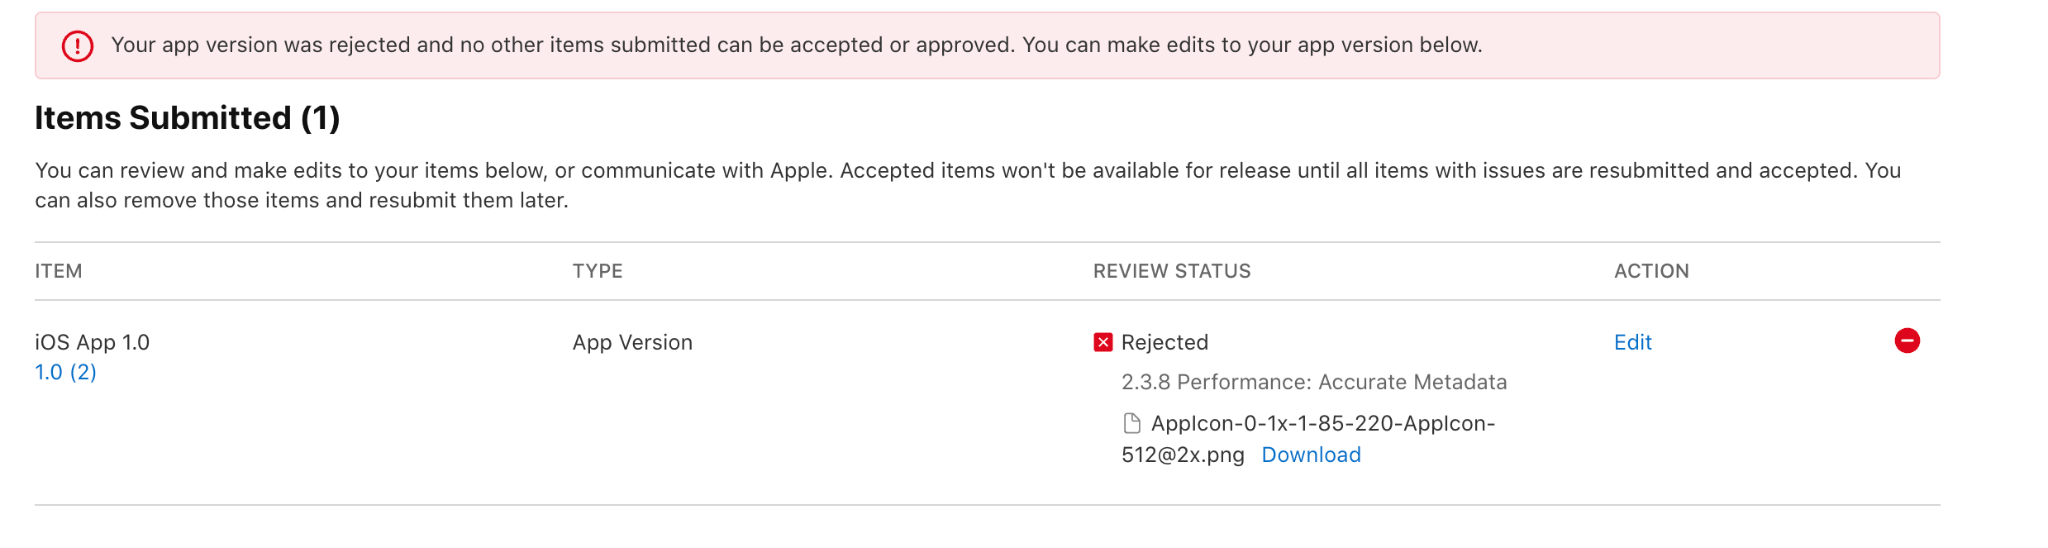 Your app version was rejected and no other items submitted can be accepted or approved. You can make edits to your app version below.
Items Submitted (1)
You can review and make edits to your items below, or communicate with Apple. Accepted items won't be available for release until all items with issues are resubmitted and accepted. You
can also remove those items and resubmit them later.
ITEM TYPE REVIEW STATUS ACTION
iOS App 1.0 App Version Rejected Edit
1.0 (2)
2.3.8 Performance: Accurate Metadata
AppIcon-0-1x-1-85-220-AppIcon-
512@2x.png Download